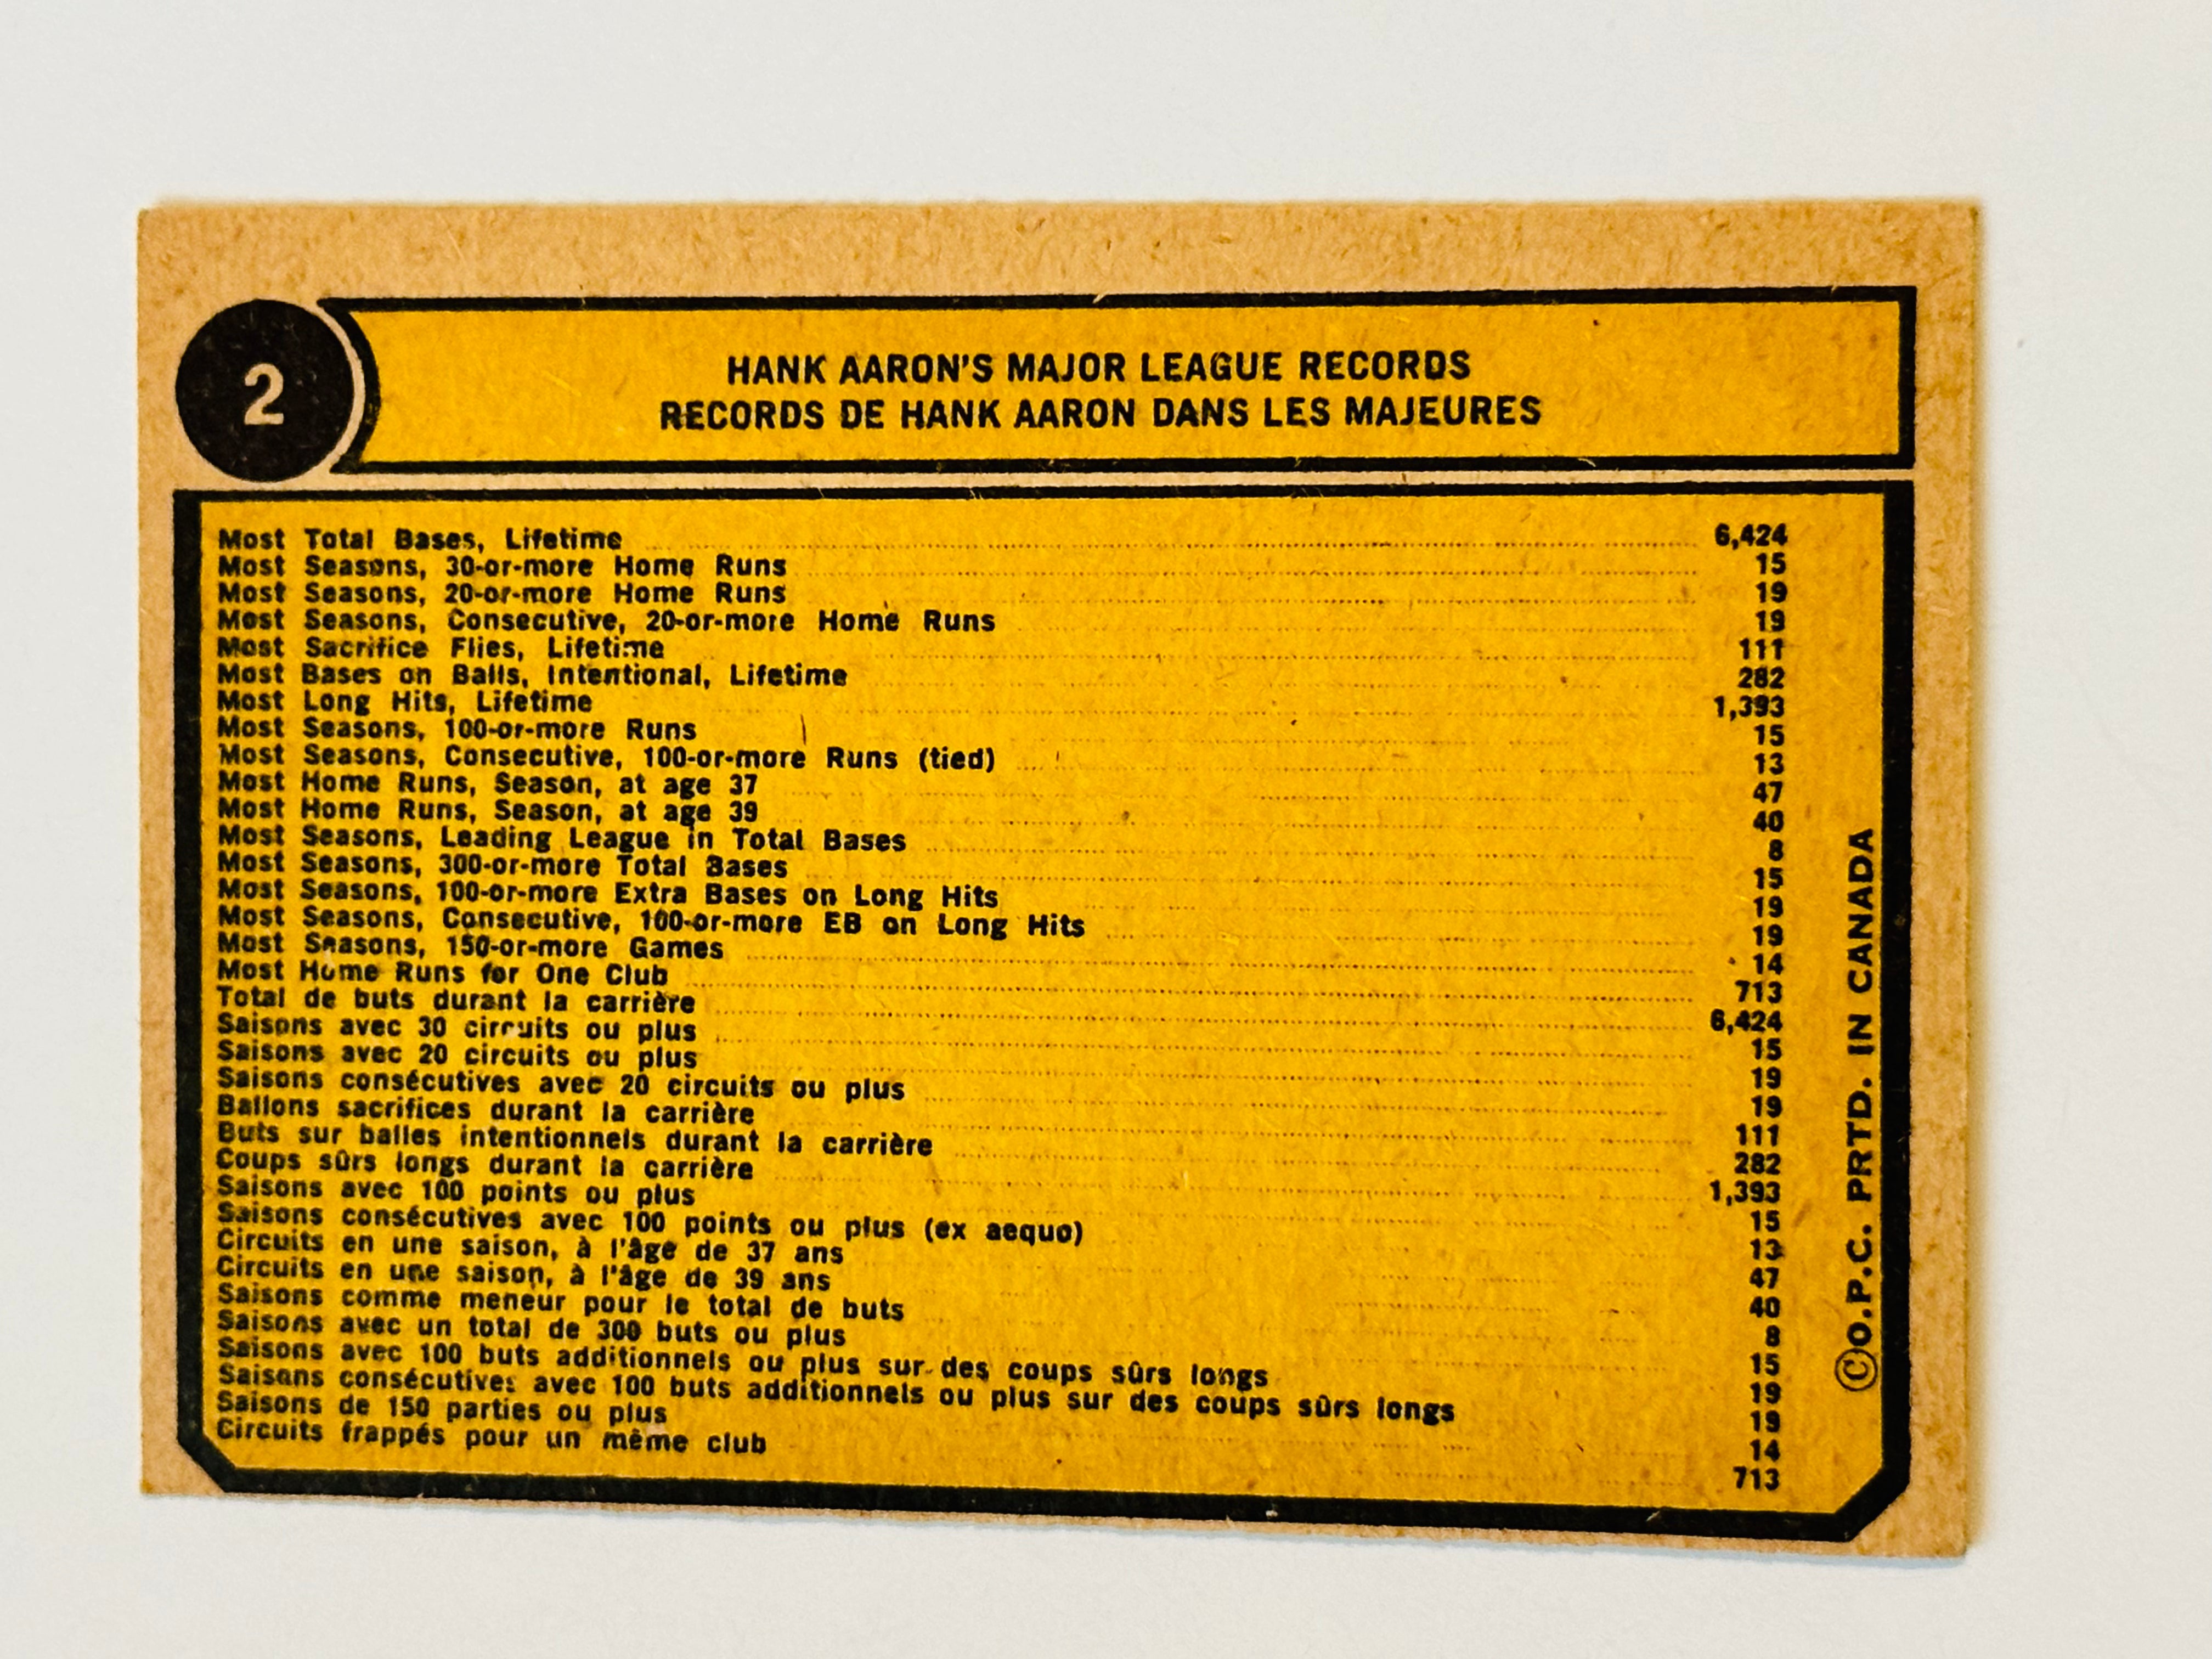 2
HANK AARON'S MAJOR LEAGUE RECORDS
RECORDS DE HANK AARON DANS LES MAJEURES
Most Total Bases, Lifetime 6,424
Most Seasons, 30-or-more Home Runs 15
Most Seasons, 20-or-more Home Runs 19
Most Seasons, Consecutive, 20-or-more Home Runs 19
Most Sacrifice Flies, Lifetime 111
Most Bases on Balls, Intentional, Lifetime 282
Most Long Hits, Lifetime 1,393
Most Seasons, 100-or-more Runs 15
Most Seasons, Consecutive, 100-or-more Runs (tied) 13
Most Home Runs, Season, at age 37 47
Most Home Runs, Season, at age 39 40
Most Seasons, Leading League in Total Bases 8
Most Seasons, 300-or-more Total Bases 15
Most Seasons, 100-or-more Extra Bases on Long Hits 19
Most Seasons, Consecutive, 100-or-more EB on Long Hits 19
Most Seasons, 150-or-more Games 14
Most Home Runs for One Club 713
Total de buts durant la carrière 6,424
Saisons avec 30 circuits ou plus 15
Saisons avec 20 circuits ou plus 19
Saisons consécutives avec 20 circuits ou plus 19
Ballons sacrifices durant la carrière 111
Buts sur balles intentionnels durant la carrière 282
Coups sûrs longs durant la carrière 1,393
Saisons avec 100 points ou plus 15
Saisons consécutives avec 100 points ou plus (ex aequo) 13
Circuits en une saison, à l'âge de 37 ans 47
Circuits en une saison, à l'âge de 39 ans 40
Saisons comme meneur pour le total de buts 8
Saisons avec un total de 300 buts ou plus 15
Saisons avec 100 buts additionnels ou plus sur des coups sûrs longs 19
Saisons consécutives avec 100 buts additionnels ou plus sur des coups sûrs longs 19
Saisons de 150 parties ou plus 14
Circuits frappés pour un même club 713
©O.P.C. PRTD. IN CANADA